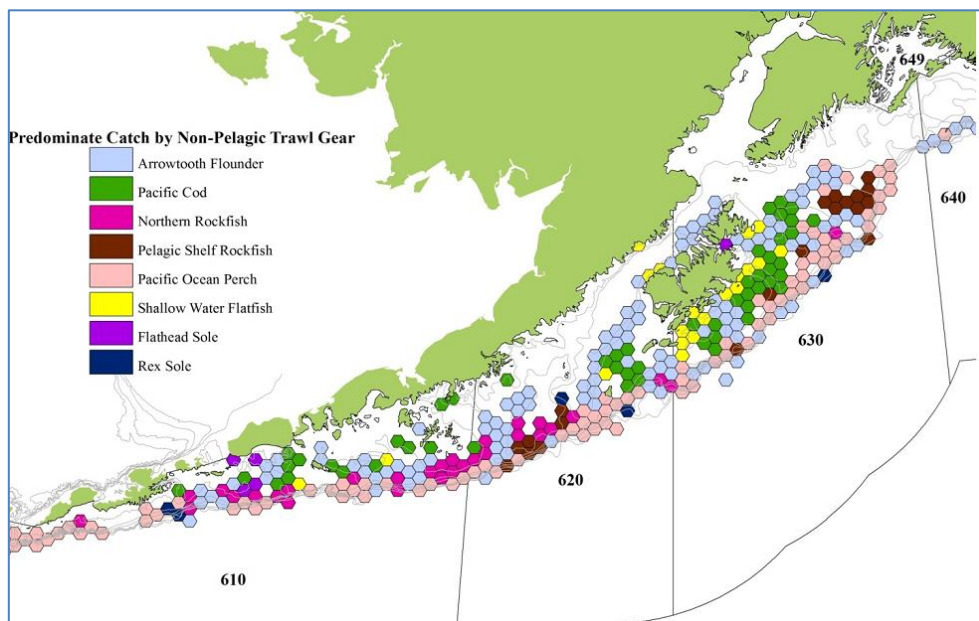 649
Predominate Catch by Non-Pelagic Trawl Gear
Arrowtooth Flounder
Pacific Cod
Northern Rockfish
Pelagic Shelf Rockfish
Pacific Ocean Perch
Shallow Water Flatfish
Flathead Sole
Rex Sole
640
630
620
610